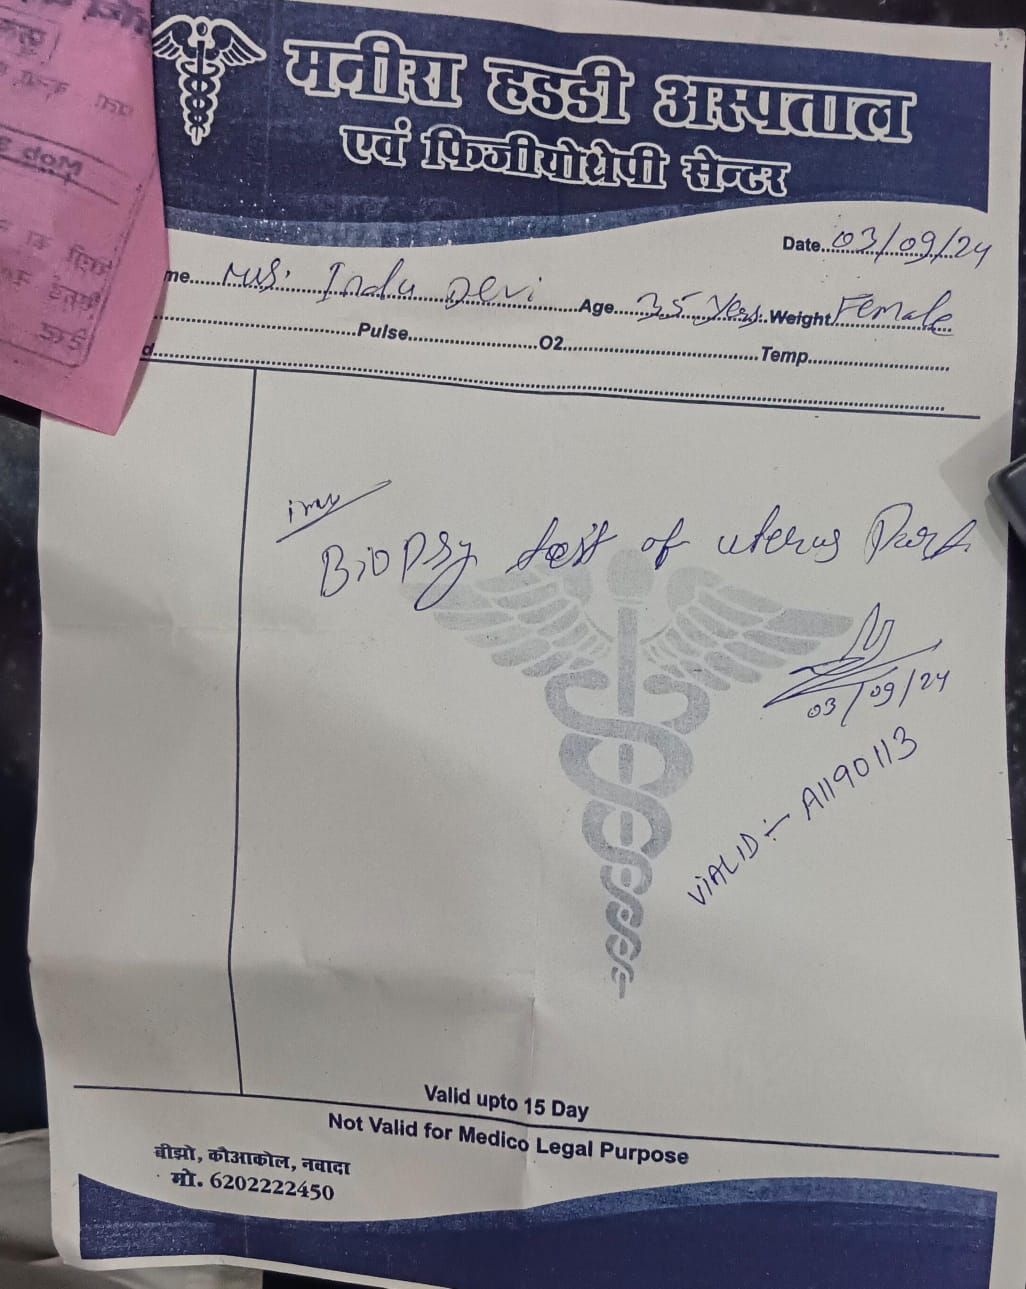 मनीरा हडडी अस्पताल
एवं फिजीयोथेपी सेन्टर
Date..03/09/24
me.....Mrs. Indu Devi.....Age....35 Years..Weight Female
Pulse.....................O2...............................Temp......................
d.
Biopsy test of uterus Part
03/09/24
VIALID :- A1190113
Valid upto 15 Day
Not Valid for Medico Legal Purpose
बीझो, कौआकोल, नवादा
मो. 6202222450